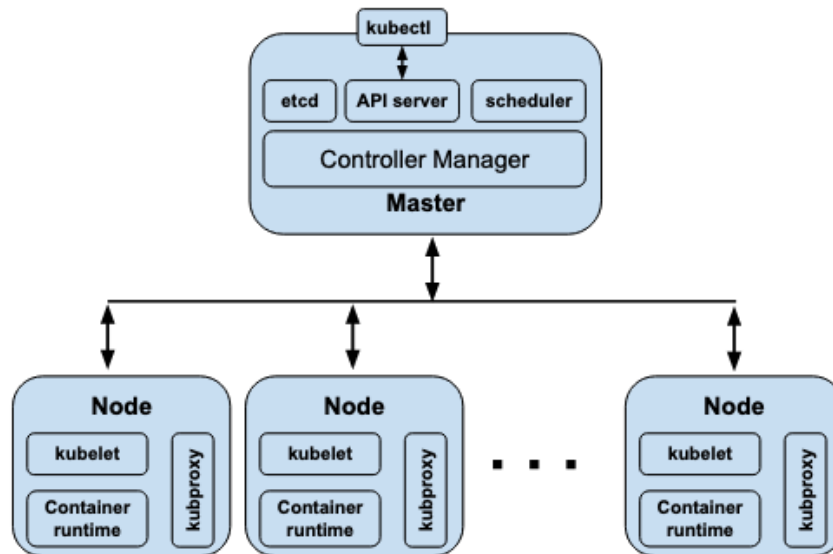 kubectl
etcd
API server
scheduler
Controller Manager
Master
Node
kubelet
Container
runtime
kubproxy
Node
kubelet
Container
runtime
kubproxy
Node
kubelet
Container
runtime
kubproxy